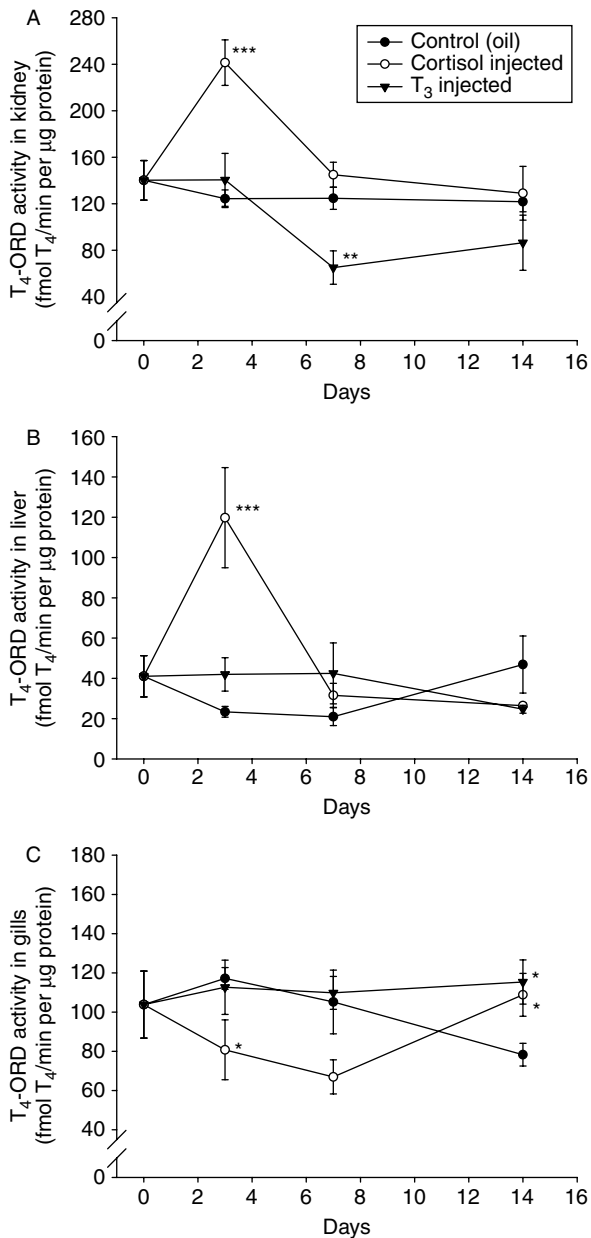 A
T4-ORD activity in kidney
(fmol T4/min per μg protein)
280
240
200
160
120
80
40
0
***
**
Control (oil)
Cortisol injected
T3 injected
0 2 4 6 8 10 12 14 16
Days
B
T4-ORD activity in liver
(fmol T4/min per μg protein)
160
140
120
100
80
60
40
20
0
***
0 2 4 6 8 10 12 14 16
Days
C
T4-ORD activity in gills
(fmol T4/min per μg protein)
180
160
140
120
100
80
60
40
0
*
*
*
0 2 4 6 8 10 12 14 16
Days